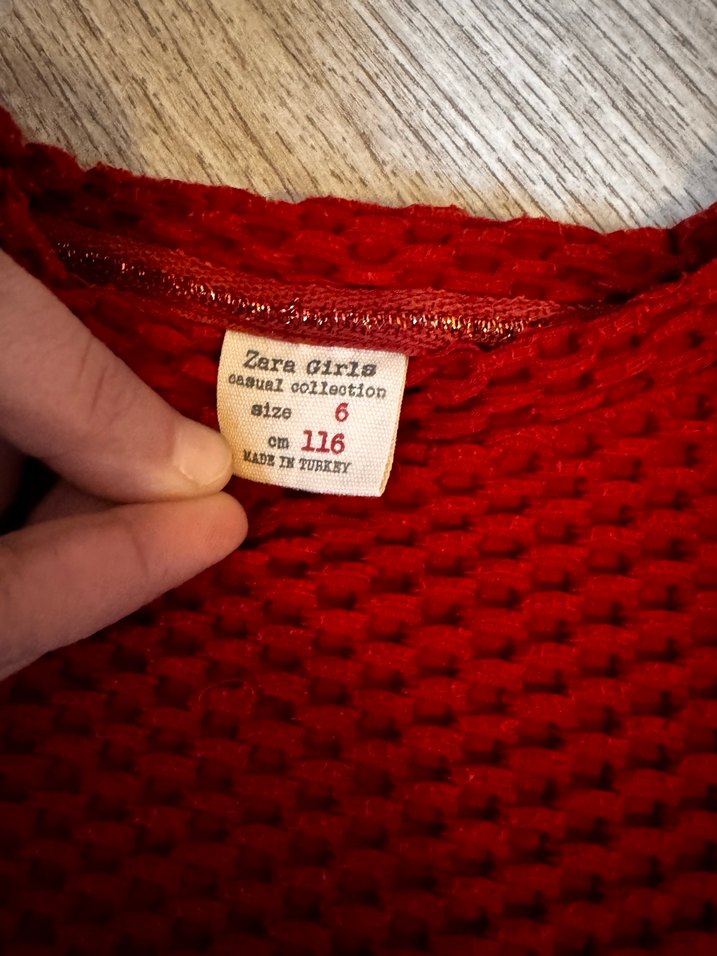 Zara Girls
casual collection
size 6
cm 116
MADE IN TURKEY